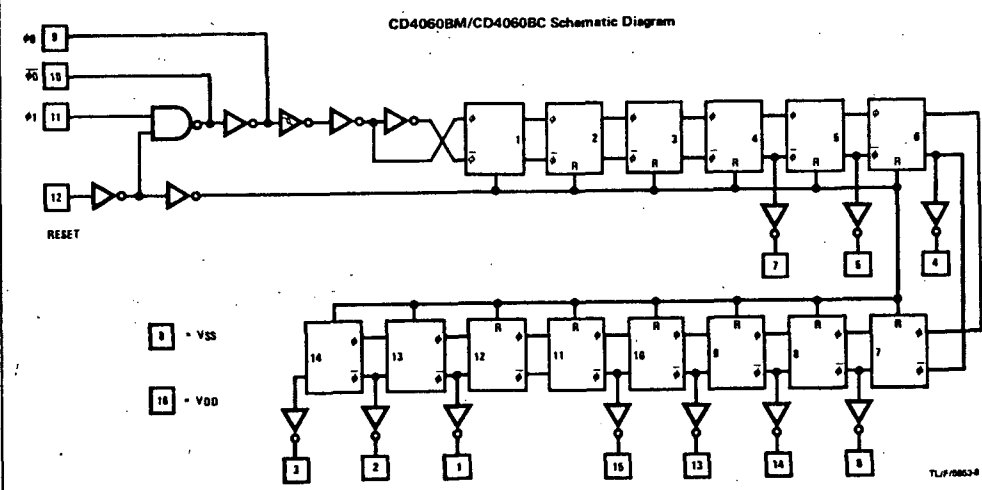 CD4060BM/CD4060BC Schematic Diagram
φ0 9
φ̅0̅ 10
φ1 11
12
RESET
φ φ φ φ φ φ
1 2 3 4 5 6
φ̅ φ̅ φ̅ φ̅ φ̅ φ̅
R R R R R
7 5 4
R R R R R
8 = VSS
φ φ φ φ φ φ φ φ
14 13 12 11 10 9 8 7
φ̅ φ̅ φ̅ φ̅ φ̅ φ̅ φ̅ φ̅
16 = VDD
3 2 1 15 13 14 6